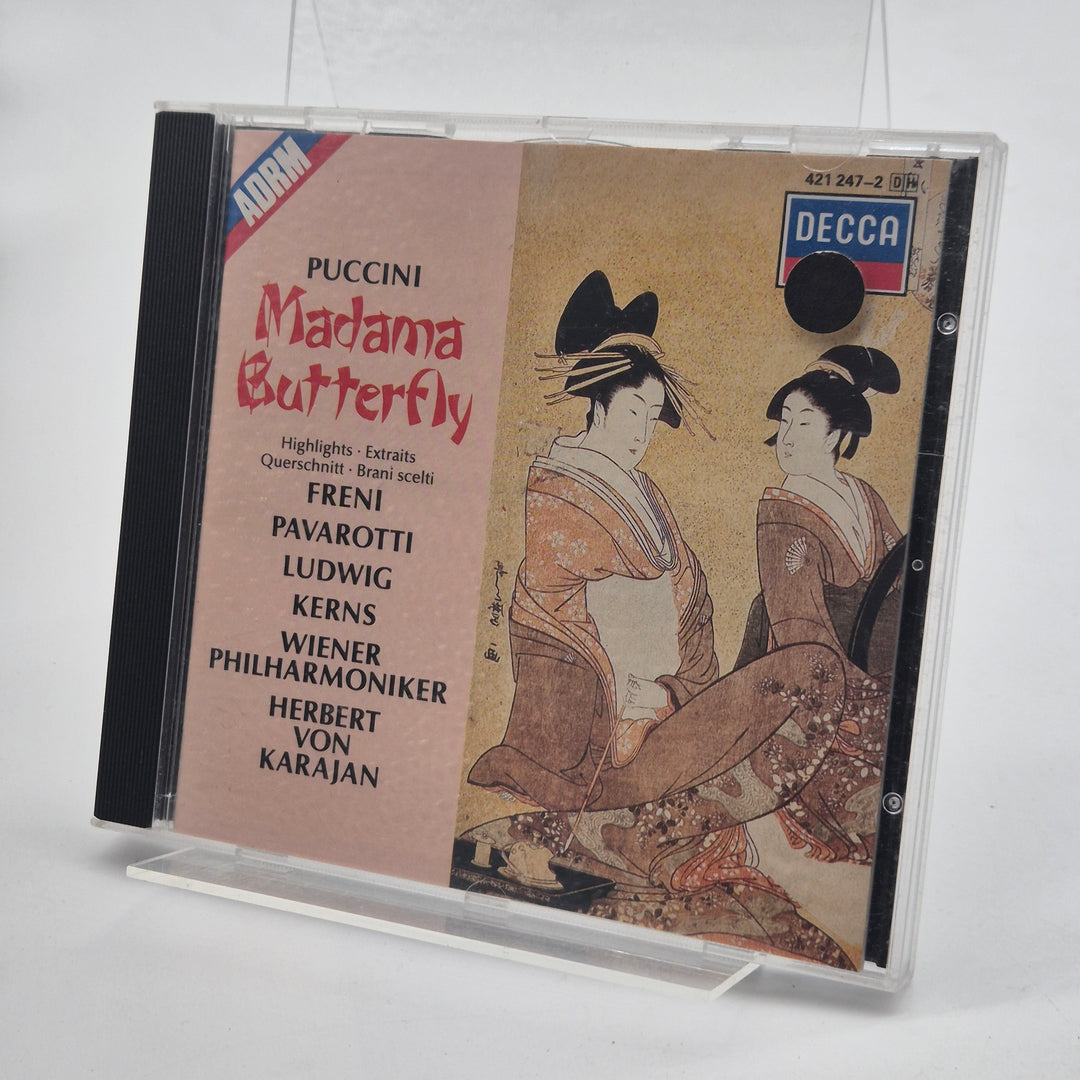 ADRM
PUCCINI
Madama
Butterfly
Highlights · Extraits
Querschnitt · Brani scelti
FRENI
PAVAROTTI
LUDWIG
KERNS
WIENER
PHILHARMONIKER
HERBERT
VON
KARAJAN
421 247-2 DH
DECCA